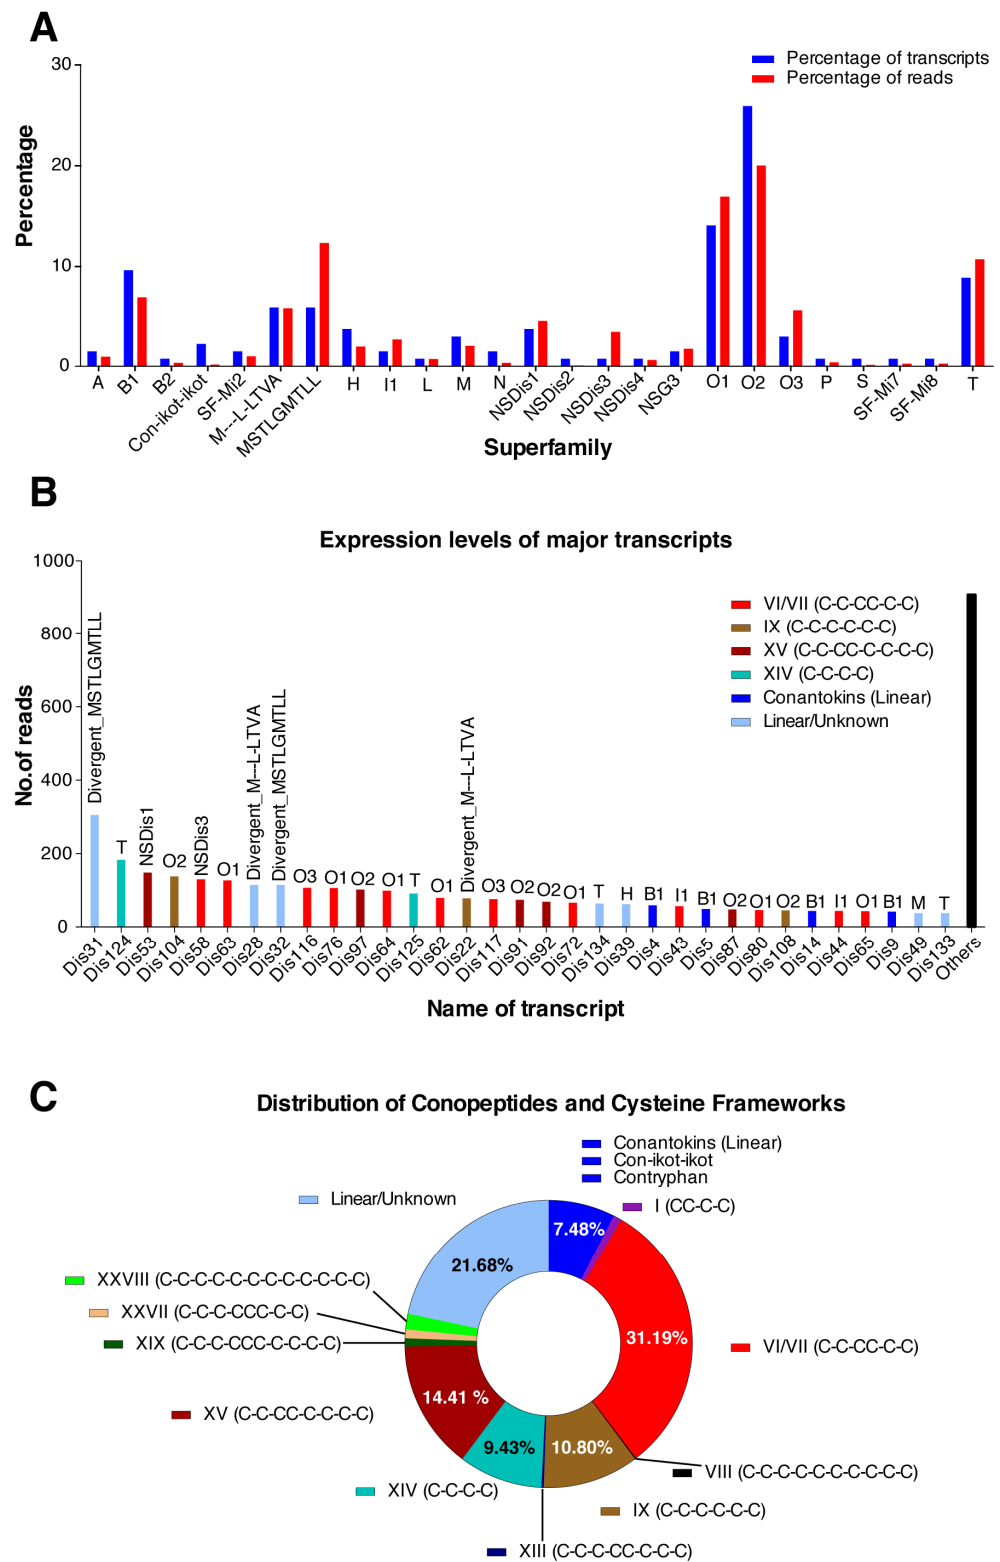 A
30
20
10
0
Percentage
Percentage of transcripts
Percentage of reads
A
B1
B2
Con-ikot-ikot
SF-Mi2
M---L-LTVA
MSTLGMTLL
H
I1
L
M
N
NSDis1
NSDis2
NSDis3
NSDis4
NSG3
O1
O2
O3
P
S
SF-Mi7
SF-Mi8
T
Superfamily
B
Expression levels of major transcripts
1000
800
600
400
200
0
No.of reads
VI/VII (C-C-CC-C-C)
IX (C-C-C-C-C-C)
XV (C-C-CC-C-C-C-C)
XIV (C-C-C-C)
Conantokins (Linear)
Linear/Unknown
Divergent_MSTLGMTLL
T
NSDis1
O2
NSDis3
O1
Divergent_M---L-LTVA
Divergent_MSTLGMTLL
O3
O1
O2
O1
T
O1
Divergent_M---L-LTVA
O3
O2
O2
O1
T
H
B1
I1
B1
O2
O1
O2
B1
I1
O1
B1
M
T
Dis31
Dis124
Dis53
Dis104
Dis58
Dis63
Dis28
Dis32
Dis116
Dis76
Dis97
Dis64
Dis125
Dis62
Dis22
Dis117
Dis91
Dis92
Dis72
Dis134
Dis39
Dis4
Dis43
Dis5
Dis87
Dis80
Dis108
Dis14
Dis44
Dis65
Dis9
Dis49
Dis133
Others
Name of transcript
C
Distribution of Conopeptides and Cysteine Frameworks
Conantokins (Linear)
Con-ikot-ikot
Contryphan
Linear/Unknown
I (CC-C-C)
7.48%
21.68%
XXVIII (C-C-C-C-C-C-C-C-C-C-C-C)
XXVII (C-C-C-CCC-C-C)
XIX (C-C-C-CCC-C-C-C-C)
31.19%
VI/VII (C-C-CC-C-C)
14.41 %
XV (C-C-CC-C-C-C-C)
9.43%
10.80%
VIII (C-C-C-C-C-C-C-C-C-C)
XIV (C-C-C-C)
IX (C-C-C-C-C-C)
XIII (C-C-C-CC-C-C-C)